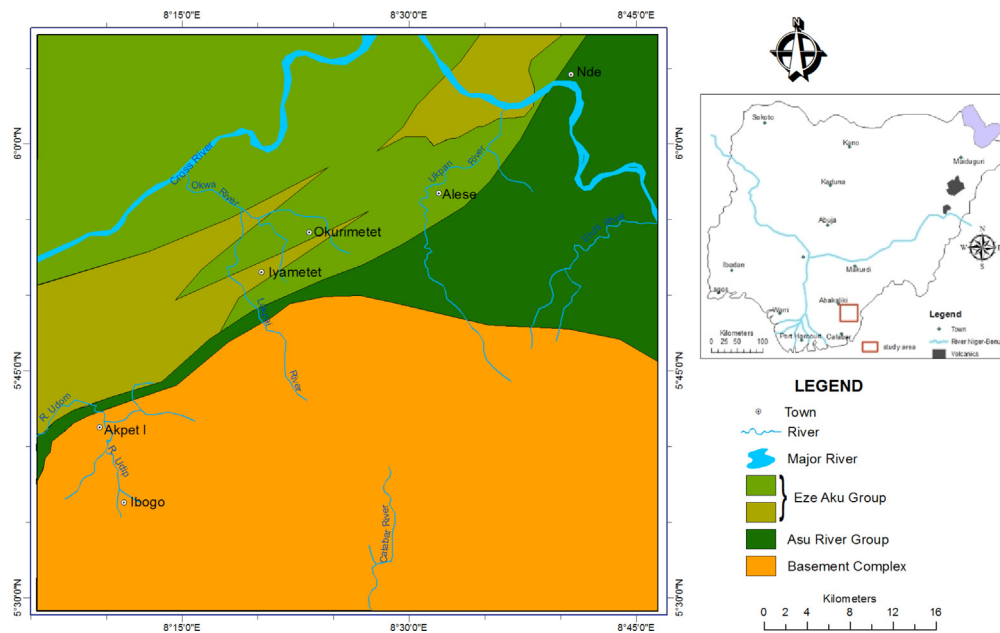 8°15'0"E
8°30'0"E
8°45'0"E
6°0'0"N
5°45'0"N
5°30'0"N
6°0'0"N
5°45'0"N
5°30'0"N
8°15'0"E
8°30'0"E
8°45'0"E
Nde
Cross River
Okwa River
Ukpan River
Alese
Okurimetet
Iyametet
Lokpoi
River
R. Udom
Akpet I
R. Udip
Ibogo
Calabar River
N
Sokoto
Kano
Maiduguri
Kaduna
Abuja
N
W
E
S
Ibadan
Makurdi
Lagos
Abakaliki
Warri
Port Harcourt
Calabar
Legend
Town
River Niger-Benue
Volcanics
study area
Kilometers
0 25 50 100
LEGEND
Town
River
Major River
Eze Aku Group
Asu River Group
Basement Complex
Kilometers
0 2 4 8 12 16